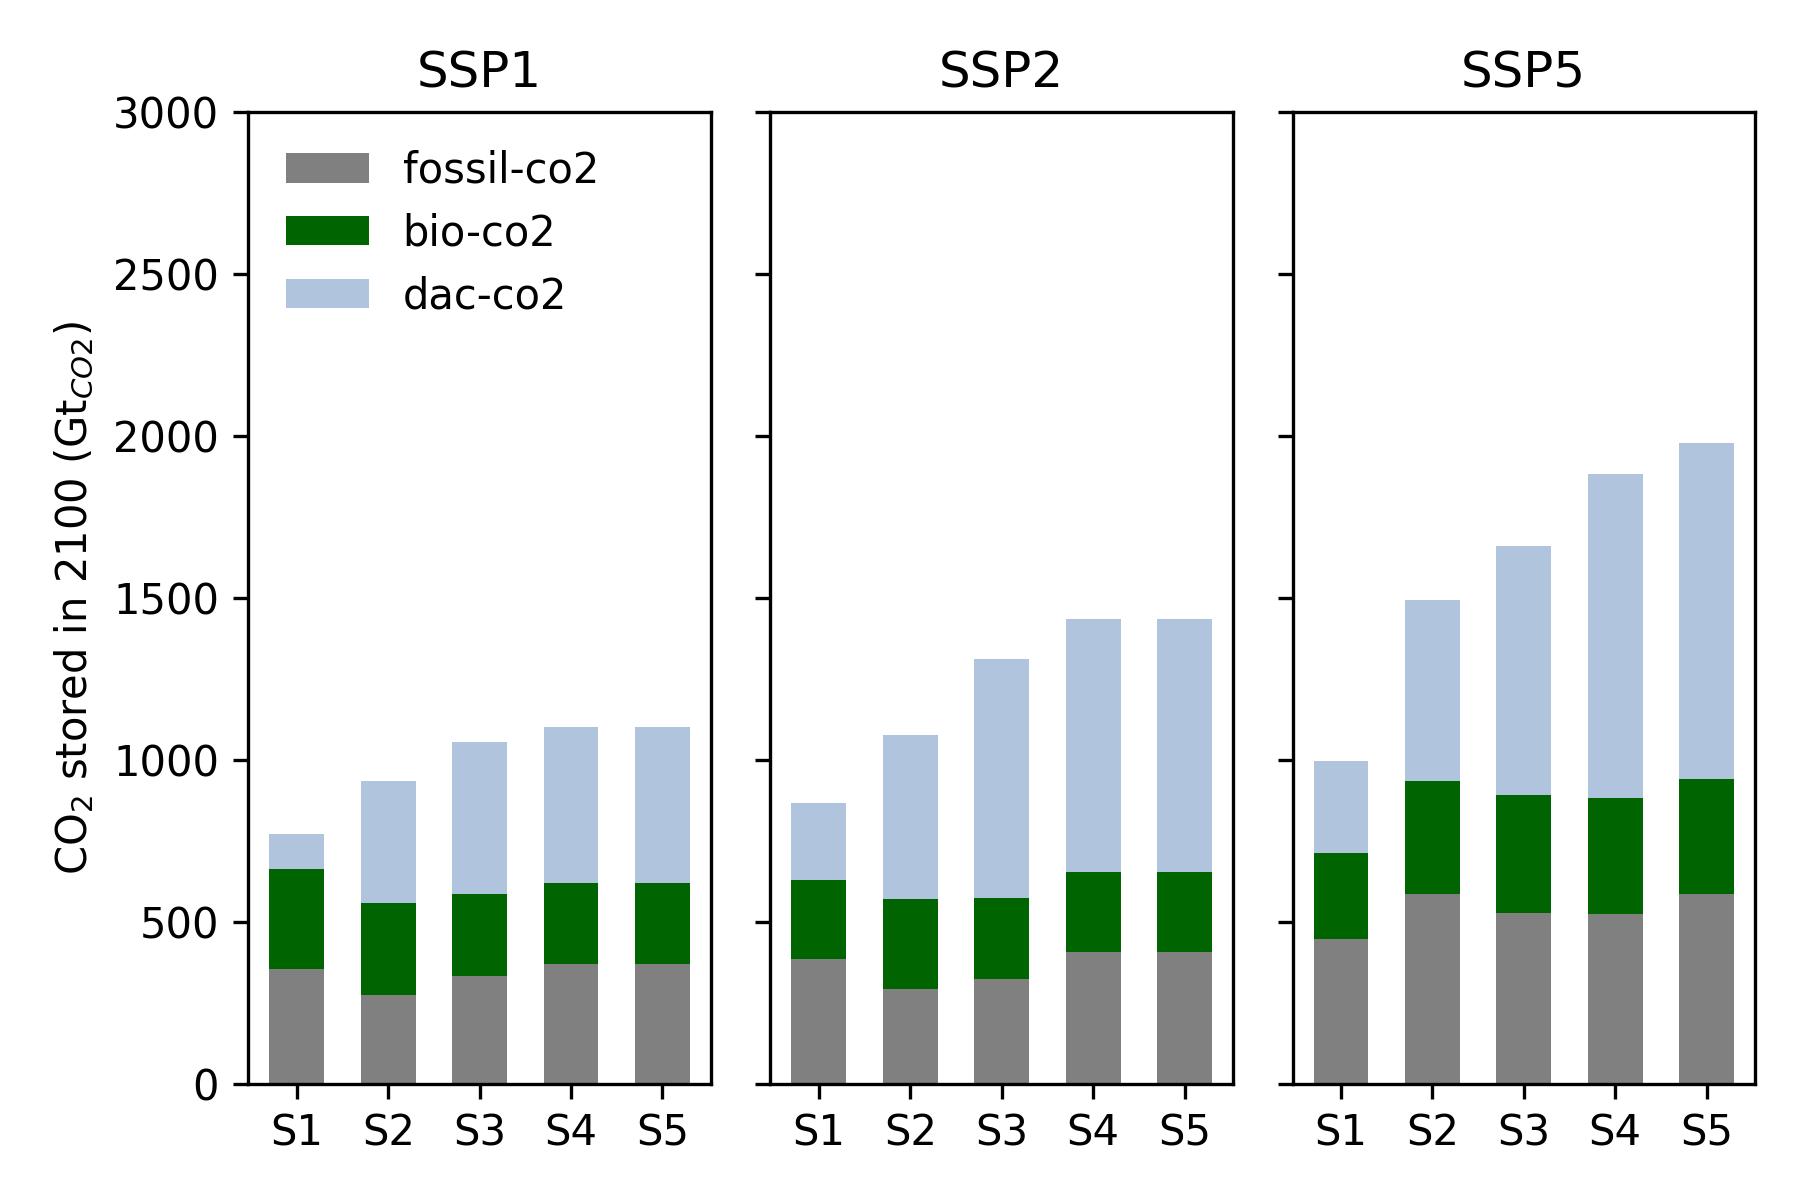 SSP1 SSP2 SSP5
3000
2500
2000
1500
1000
500
0
CO₂ stored in 2100 (Gt_CO2)
fossil-co2
bio-co2
dac-co2
S1 S2 S3 S4 S5 S1 S2 S3 S4 S5 S1 S2 S3 S4 S5